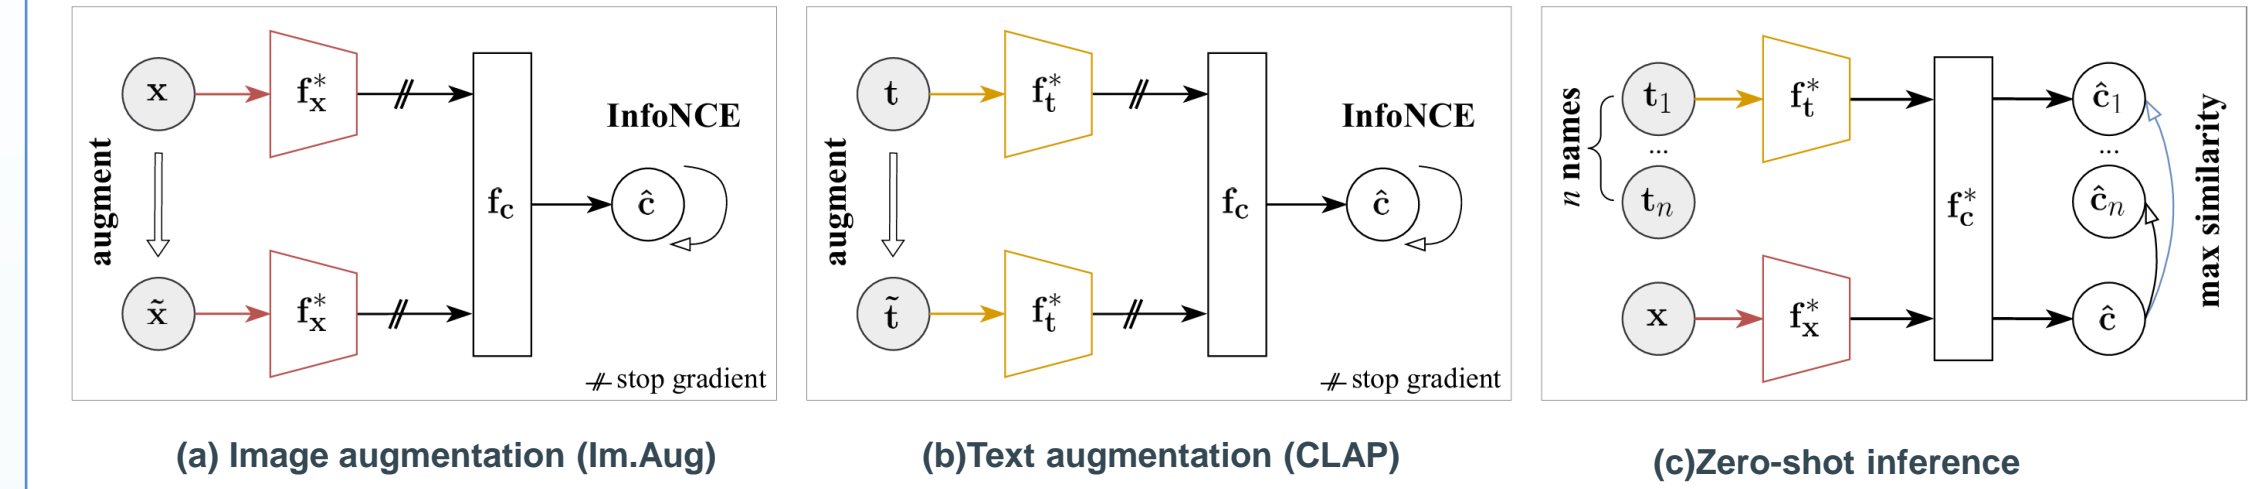 x
f*x
augment
InfoNCE
fc
ĉ
x̃
f*x
stop gradient
(a) Image augmentation (Im.Aug)
t
f*t
augment
InfoNCE
fc
ĉ
t̃
f*t
stop gradient
(b)Text augmentation (CLAP)
n names
t1
...
tn
f*t
f*c
ĉ1
...
ĉn
max similarity
x
f*x
ĉ
(c)Zero-shot inference